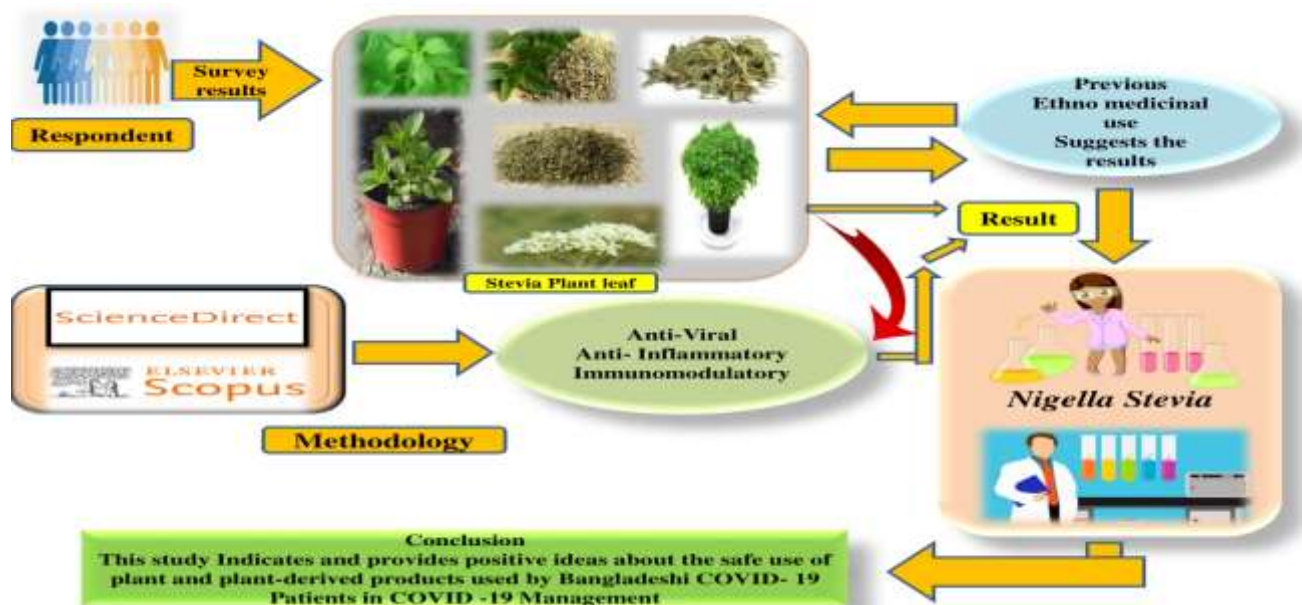 Survey
results
Respondent
Stevia Plant leaf
Previous
Ethno medicinal
use
Suggests the
results
Result
ScienceDirect
ELSEVIER
Scopus
Methodology
Anti-Viral
Anti- Inflammatory
Immunomodulatory
Nigella Stevia
Conclusion
This study Indicates and provides positive ideas about the safe use of
plant and plant-derived products used by Bangladeshi COVID- 19
Patients in COVID -19 Management